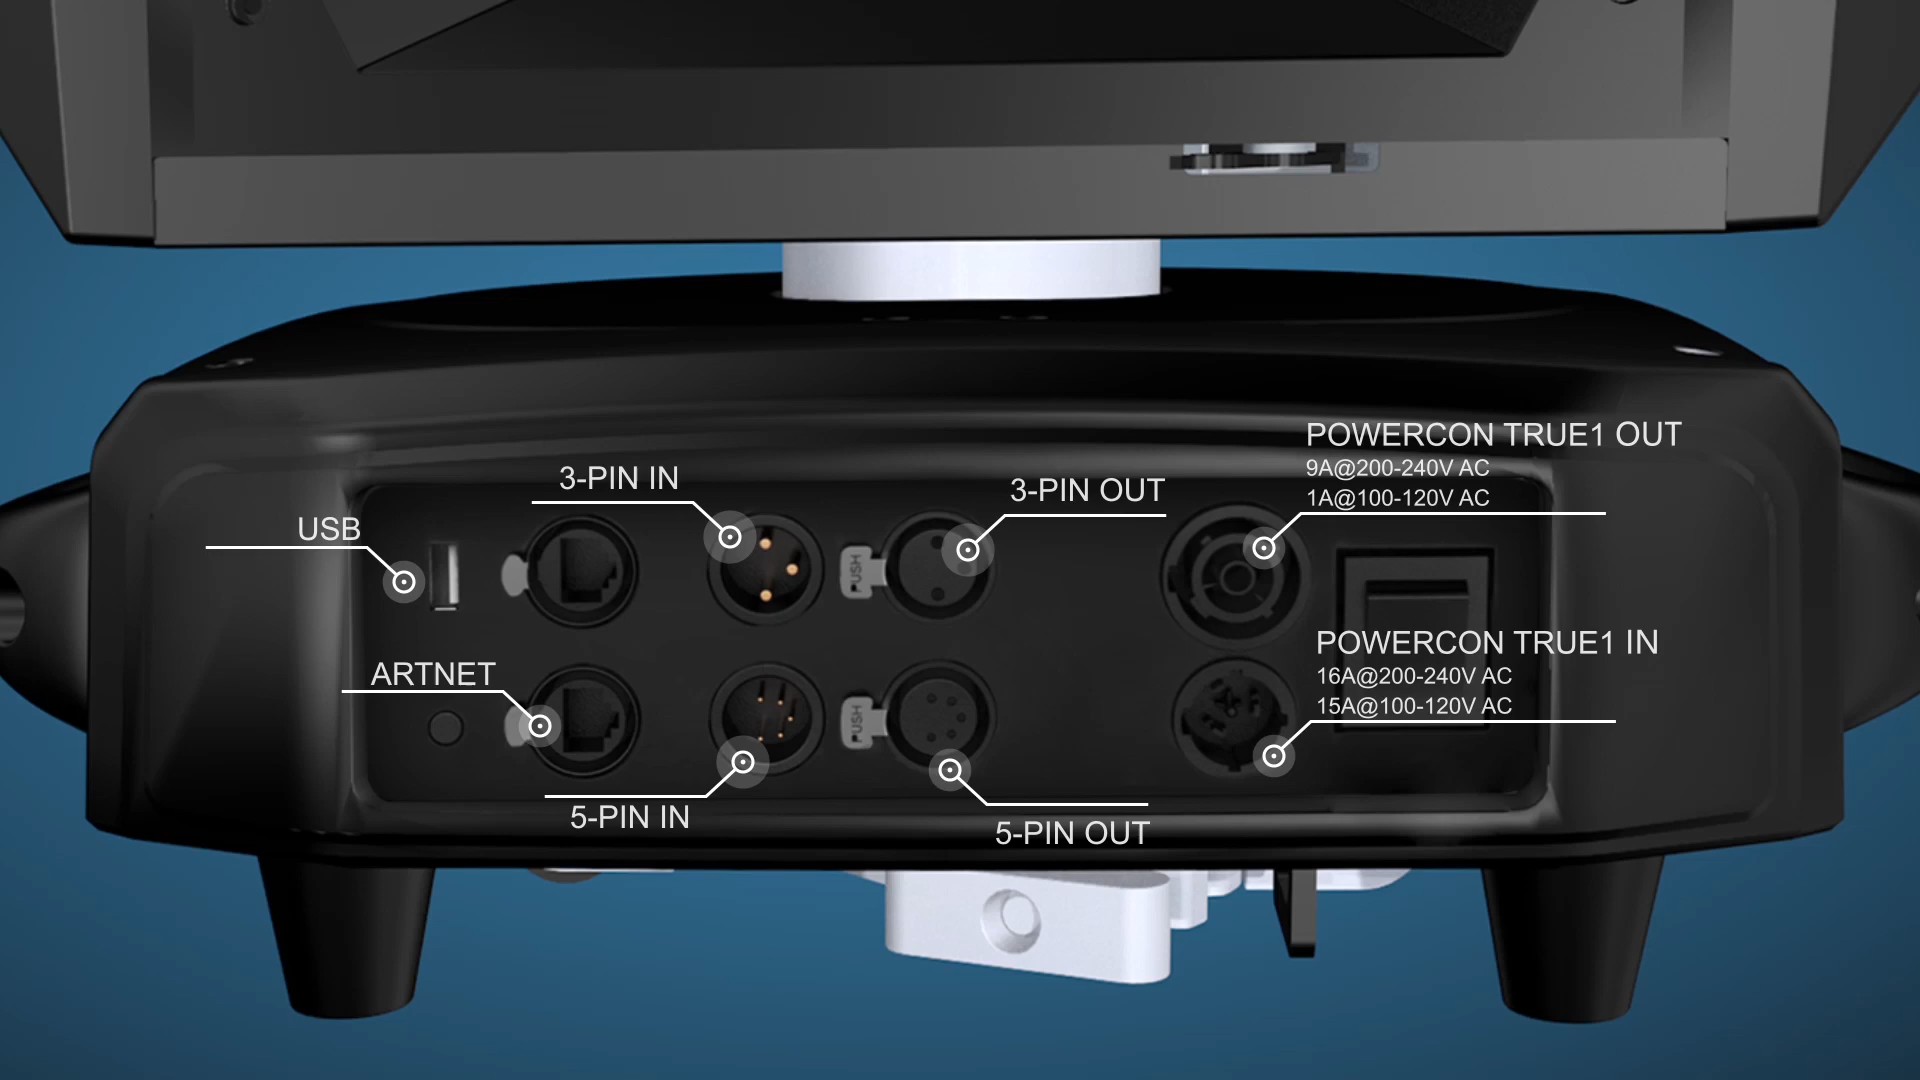 POWERCON TRUE1 OUT
9A@200-240V AC
1A@100-120V AC
3-PIN IN
3-PIN OUT
USB
PUSH
POWERCON TRUE1 IN
16A@200-240V AC
15A@100-120V AC
ARTNET
PUSH
5-PIN IN
5-PIN OUT